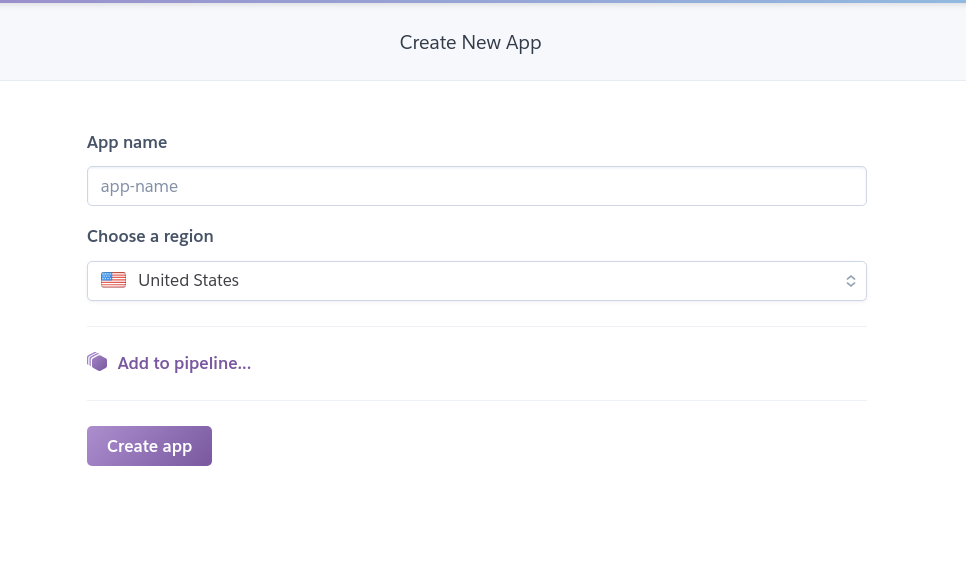 Create New App
App name
app-name
Choose a region
United States
Add to pipeline...
Create app